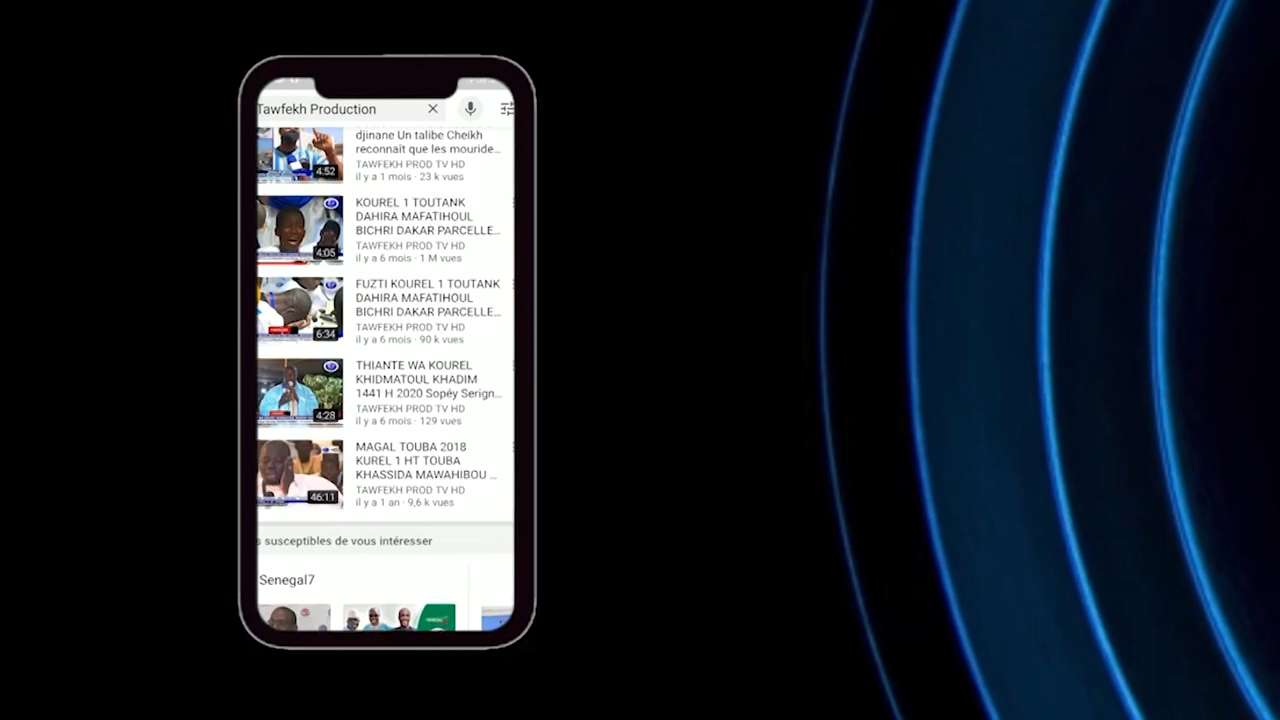 Tawfekh Production
djinane Un talibe Cheikh
reconnaît que les mouride...
TAWFEKH PROD TV HD
il y a 1 mois · 23 k vues
4:52
KOUREL 1 TOUTANK
DAHIRA MAFATIHOUL
BICHRI DAKAR PARCELLE...
TAWFEKH PROD TV HD
il y a 6 mois · 1 M vues
4:05
FUZTI KOUREL 1 TOUTANK
DAHIRA MAFATIHOUL
BICHRI DAKAR PARCELLE...
TAWFEKH PROD TV HD
il y a 6 mois · 90 k vues
6:34
THIANTE WA KOUREL
KHIDMATOUL KHADIM
1441 H 2020 Sopéy Serign...
TAWFEKH PROD TV HD
il y a 6 mois · 129 vues
4:28
MAGAL TOUBA 2018
KUREL 1 HT TOUBA
KHASSIDA MAWAHIBOU ...
TAWFEKH PROD TV HD
il y a 1 an · 9,6 k vues
46:11
s susceptibles de vous intéresser
Senegal7